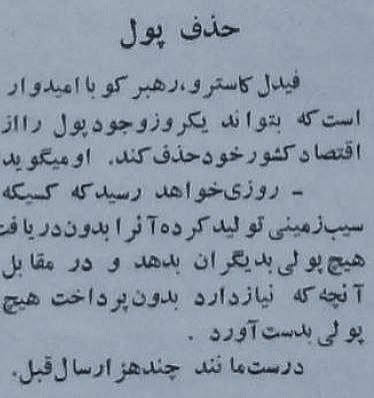 حذف پول
فیدل کاسترو، رهبر کوبا امیدوار
است که بتواند یکروز وجود پول را از
اقتصاد کشور خود حذف کند. او میگوید
- روزی خواهد رسید که کسیکه
سیب‌زمینی تولید کرده آنرا بدون دریافت
هیچ پولی بدیگران بدهد و در مقابل
آنچه که نیاز دارد بدون پرداخت هیچ
پولی بدست آورد .
درست مانند چند هزار سال قبل.